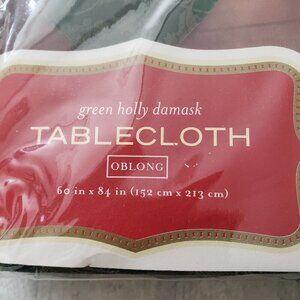 green holly damask
TABLECLOTH
OBLONG
60 in x 84 in (152 cm x 213 cm)